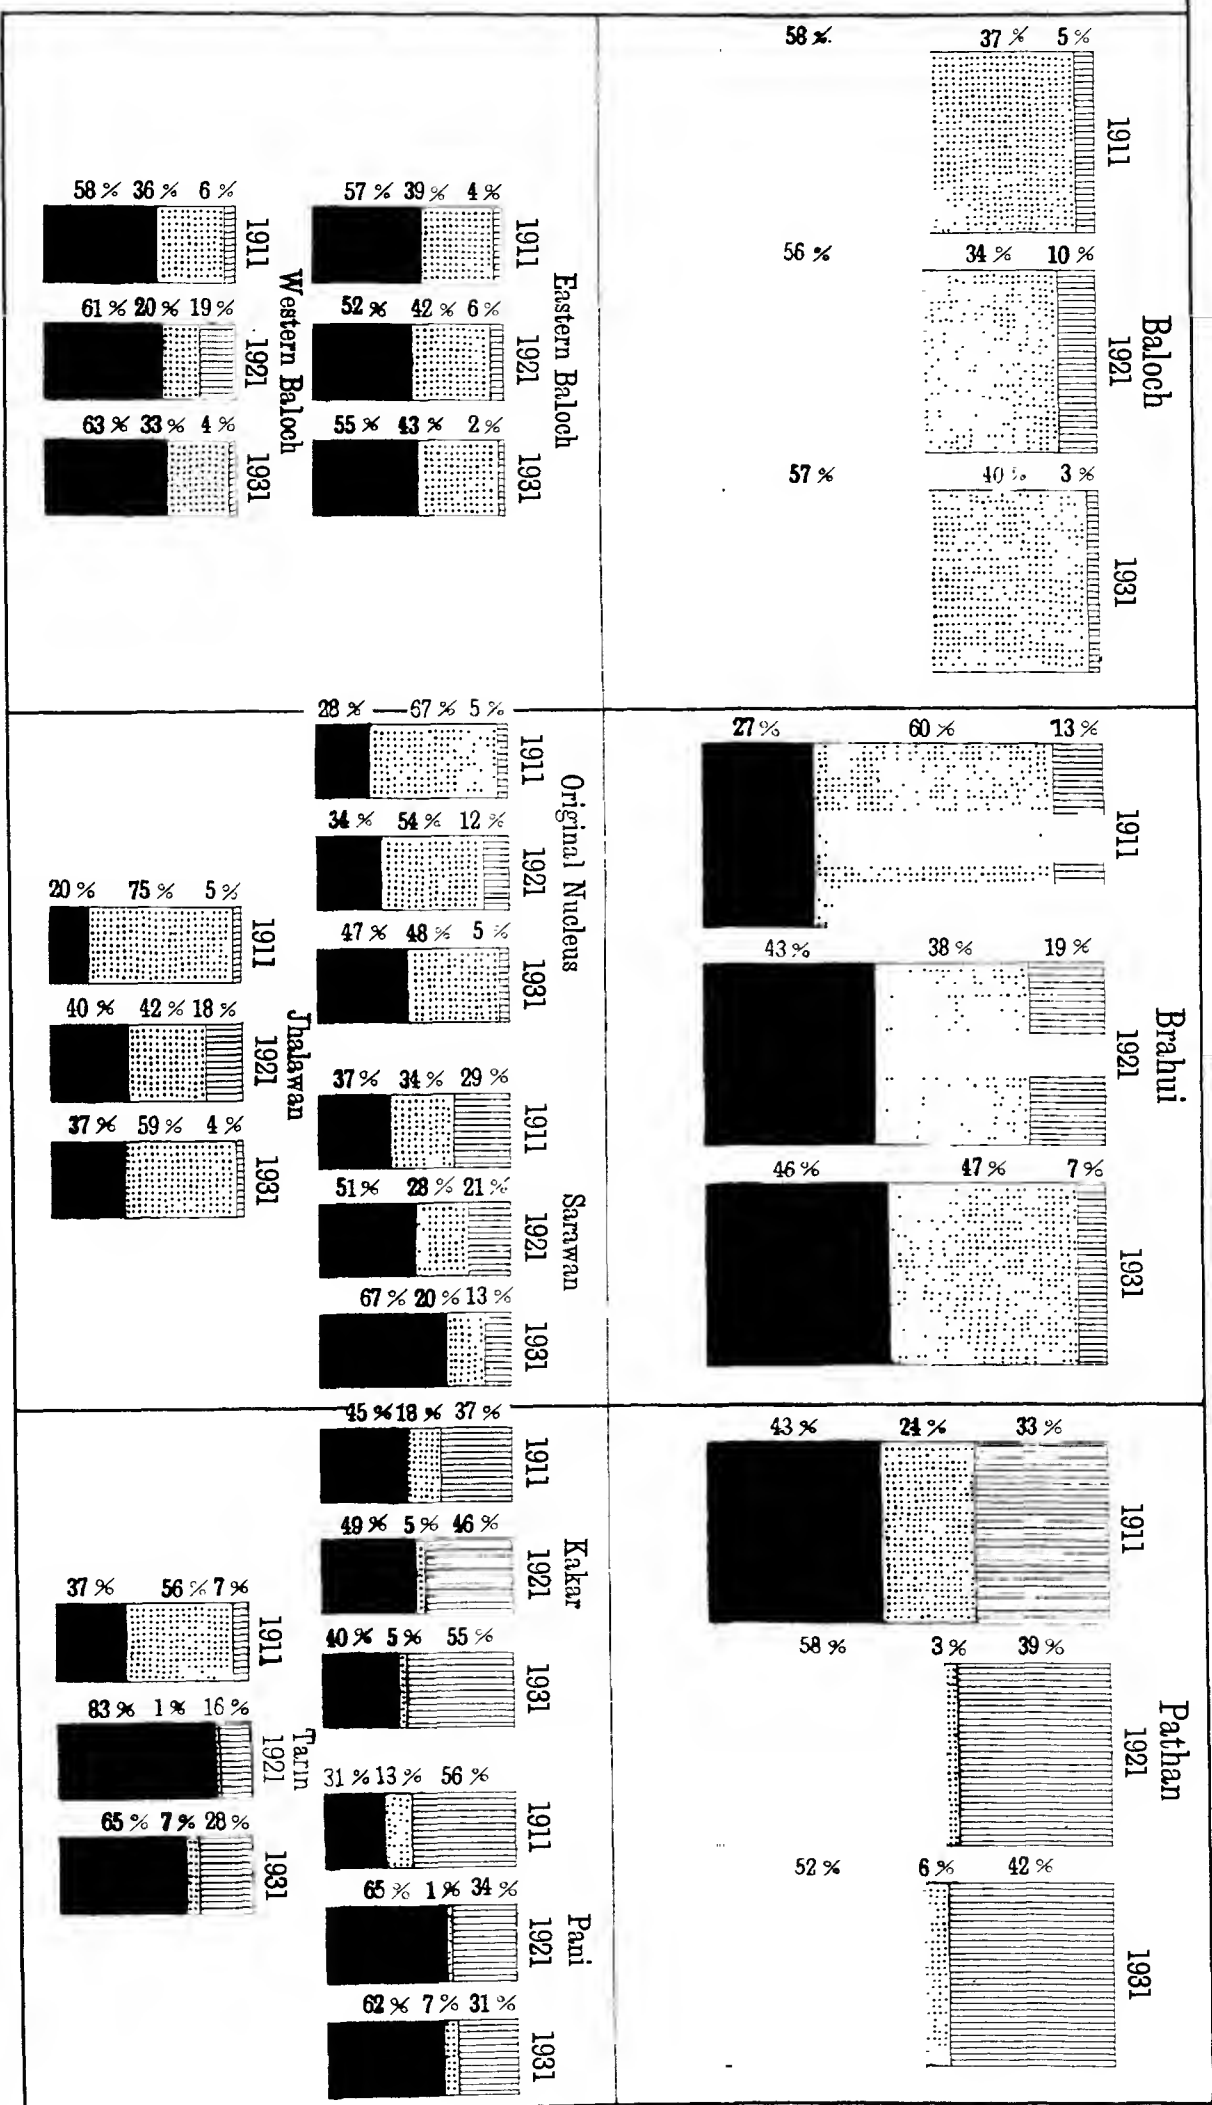 Baloch
1911
58 % 37 % 5 %
1921
56 % 34 % 10 %
1931
57 % 40 % 3 %
Eastern Baloch
1911
57 % 39 % 4 %
1921
52 % 42 % 6 %
1931
55 % 43 % 2 %
Western Baloch
1911
58 % 36 % 6 %
1921
61 % 20 % 19 %
1931
63 % 33 % 4 %
Brahui
1911
27 % 60 % 13 %
1921
43 % 38 % 19 %
1931
46 % 47 % 7 %
Original Nucleus
1911
28 % 67 % 5 %
1921
34 % 54 % 12 %
1931
47 % 48 % 5 %
Sarawan
1911
37 % 34 % 29 %
1921
51 % 28 % 21 %
1931
67 % 20 % 13 %
Jhalawan
1911
20 % 75 % 5 %
1921
40 % 42 % 18 %
1931
37 % 59 % 4 %
Pathan
1911
43 % 24 % 33 %
1921
58 % 3 % 39 %
1931
52 % 6 % 42 %
Kakar
1911
45 % 18 % 37 %
1921
49 % 5 % 46 %
1931
40 % 5 % 55 %
Pani
1911
31 % 13 % 56 %
1921
65 % 1 % 34 %
1931
62 % 7 % 31 %
Tarin
1911
37 % 56 % 7 %
1921
83 % 1 % 16 %
1931
65 % 7 % 28 %